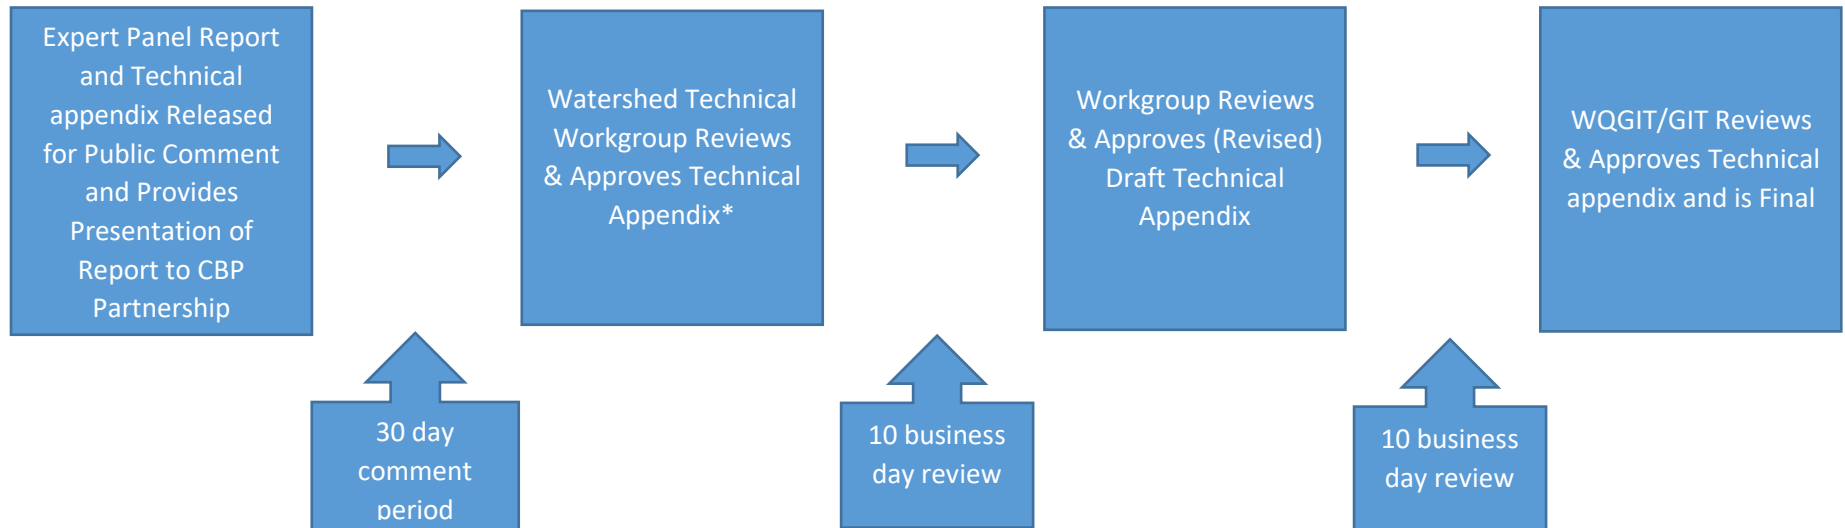 Expert Panel Report
and Technical
appendix Released
for Public Comment
and Provides
Presentation of
Report to CBP
Partnership
Watershed Technical
Workgroup Reviews
& Approves Technical
Appendix*
Workgroup Reviews
& Approves (Revised)
Draft Technical
Appendix
WQGIT/GIT Reviews
& Approves Technical
appendix and is Final
30 day
comment
period
10 business
day review
10 business
day review